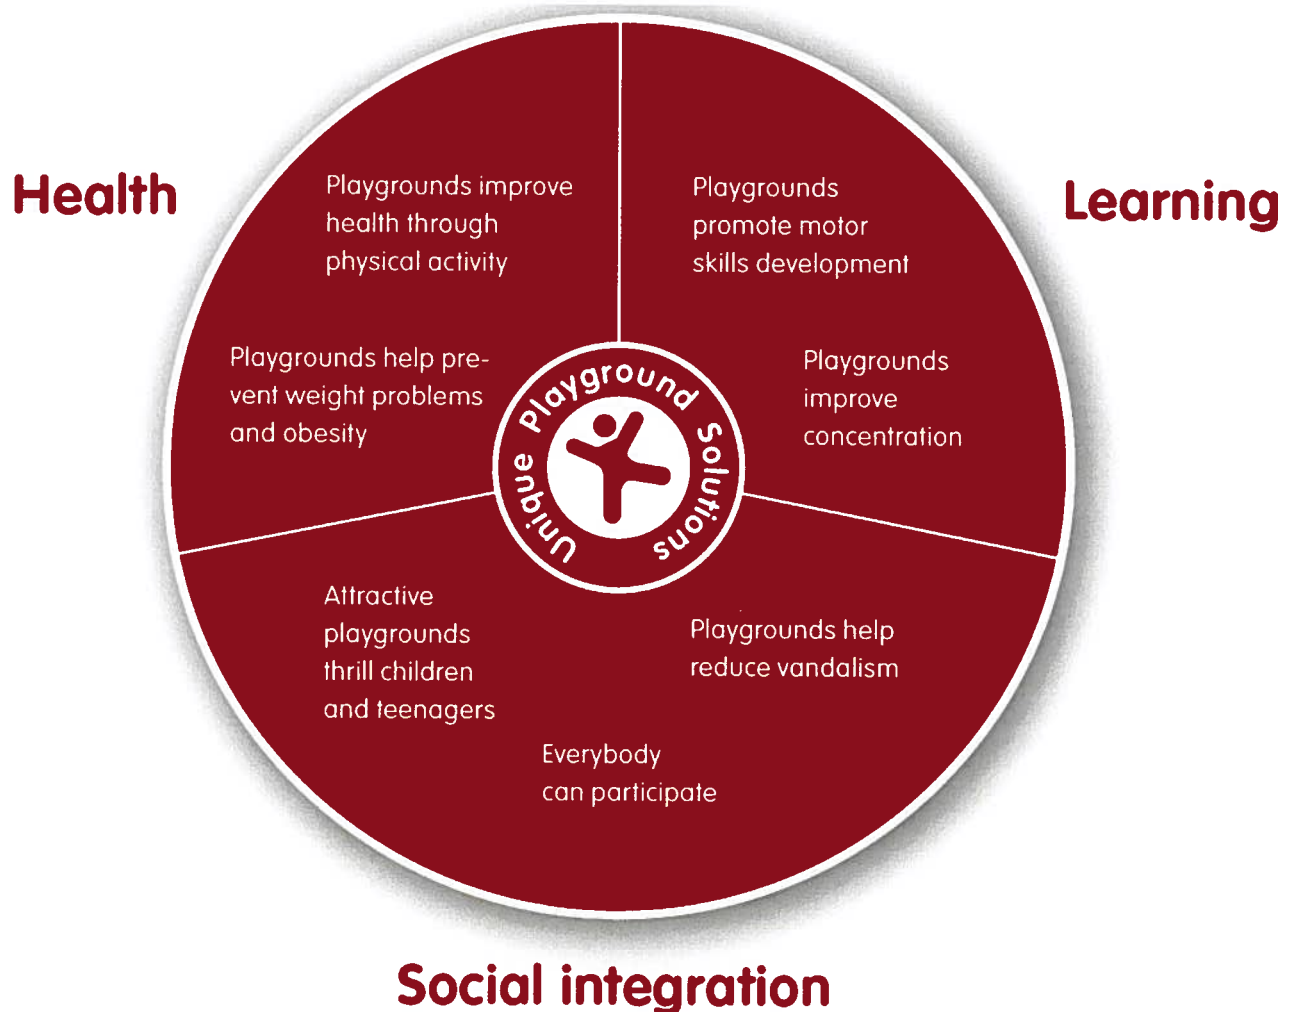 Health
Playgrounds improve
health through
physical activity
Playgrounds help pre-
vent weight problems
and obesity
Learning
Playgrounds
promote motor
skills development
Playgrounds
improve
concentration
Unique Playground Solutions
Attractive
playgrounds
thrill children
and teenagers
Playgrounds help
reduce vandalism
Everybody
can participate
Social integration